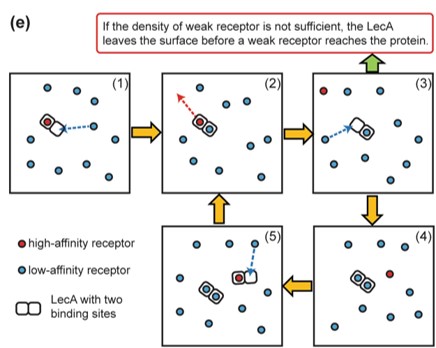 (e)
If the density of weak receptor is not sufficient, the LecA
leaves the surface before a weak receptor reaches the protein.
(1)
(2)
(3)
high-affinity receptor
low-affinity receptor
LecA with two
binding sites
(5)
(4)